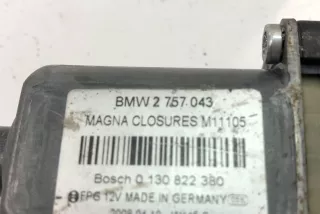 BMW 2 757 043
MAGNA CLOSURES M11105
Bosch 0 130 822 380
FPG 12V MADE IN GERMANY